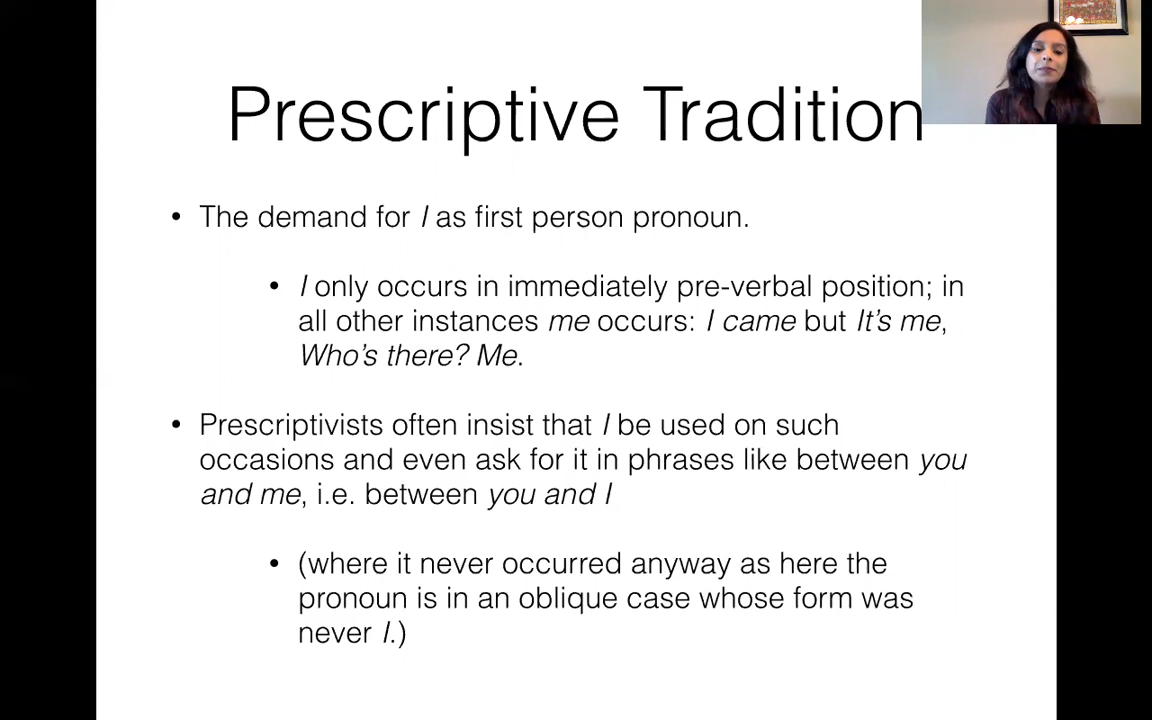 Prescriptive Tradition
• The demand for I as first person pronoun.
• I only occurs in immediately pre-verbal position; in
all other instances me occurs: I came but It's me,
Who's there? Me.
• Prescriptivists often insist that I be used on such
occasions and even ask for it in phrases like between you
and me, i.e. between you and I
• (where it never occurred anyway as here the
pronoun is in an oblique case whose form was
never I.)